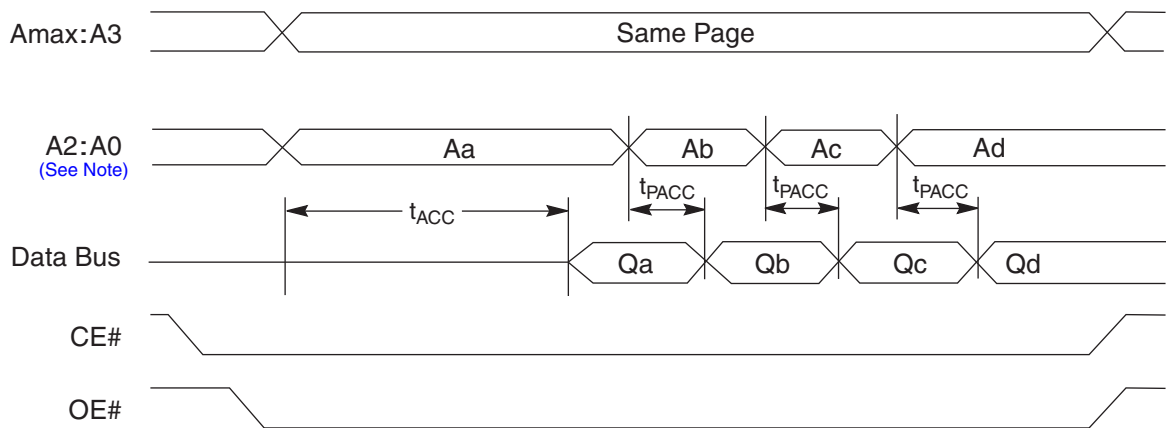 Amax:A3 Same Page
A2:A0 Aa Ab Ac Ad
(See Note)
tACC tPACC tPACC tPACC
Data Bus Qa Qb Qc Qd
CE#
OE#